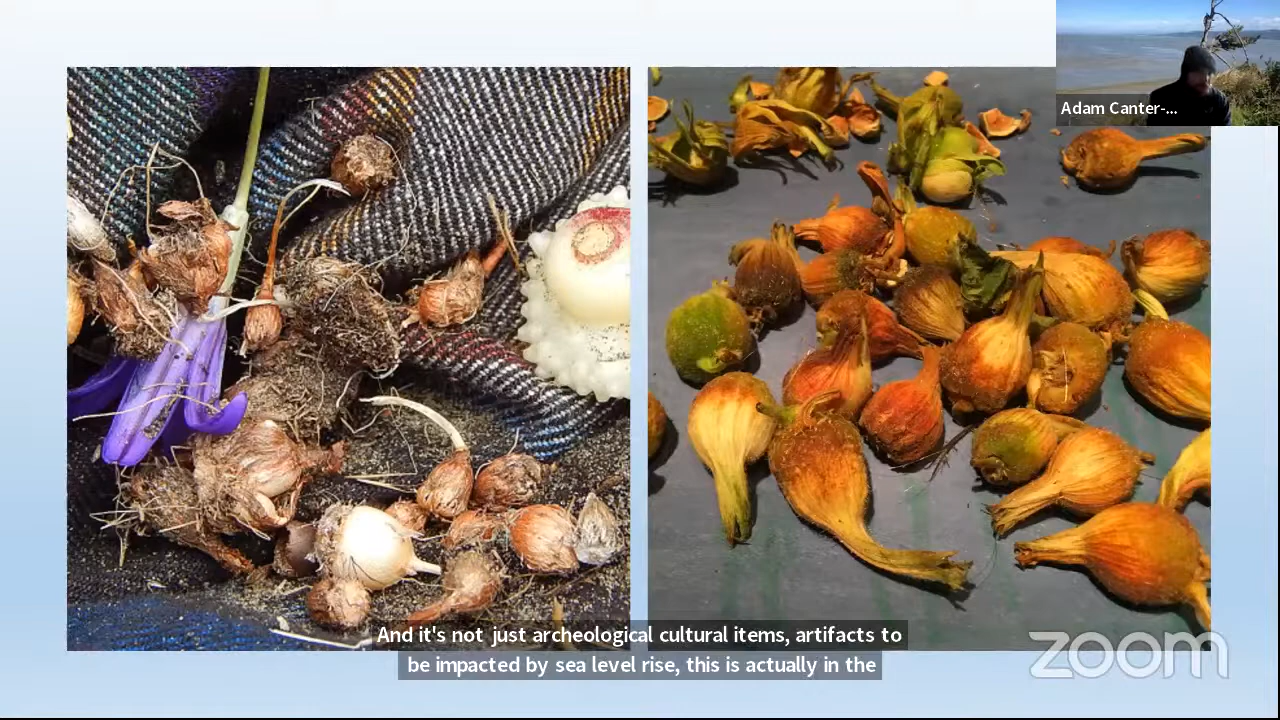 Adam Canter-...
And it's not just archeological cultural items, artifacts to
be impacted by sea level rise, this is actually in the
zoom